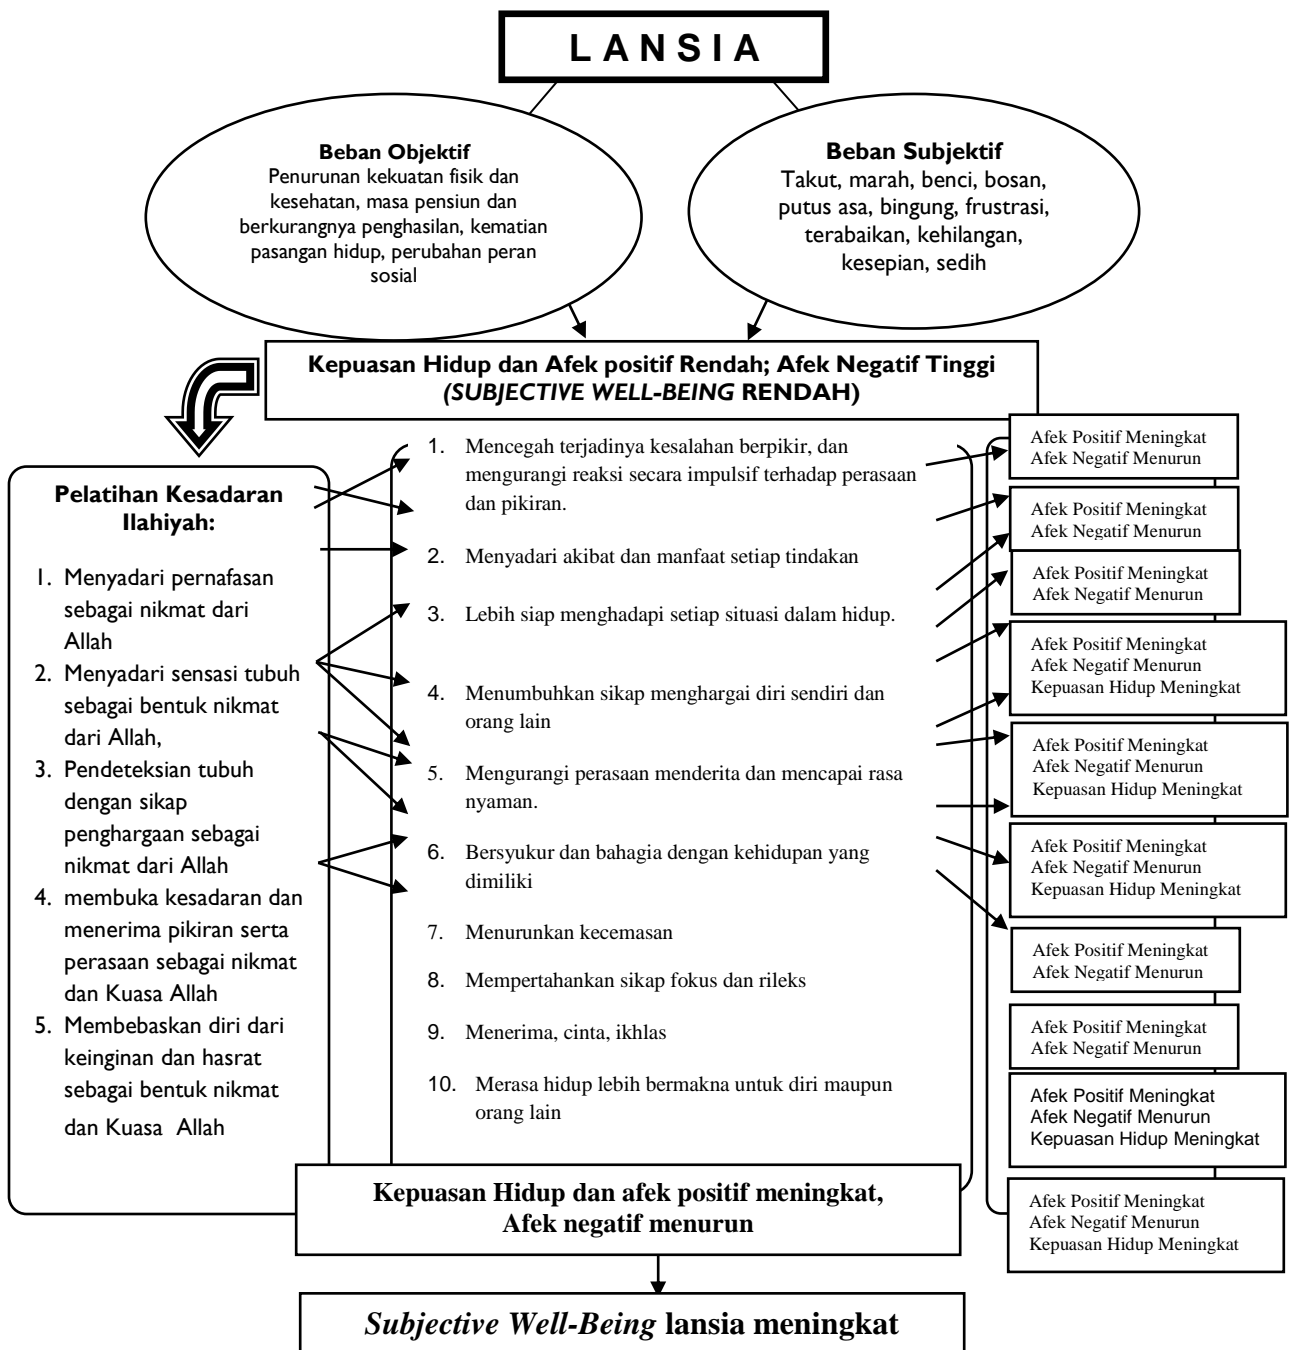 L A N S I A
Beban Objektif
Penurunan kekuatan fisik dan
kesehatan, masa pensiun dan
berkurangnya penghasilan, kematian
pasangan hidup, perubahan peran
sosial
Beban Subjektif
Takut, marah, benci, bosan,
putus asa, bingung, frustrasi,
terabaikan, kehilangan,
kesepian, sedih
Kepuasan Hidup dan Afek positif Rendah; Afek Negatif Tinggi
(SUBJECTIVE WELL-BEING RENDAH)
Pelatihan Kesadaran
Ilahiyah:
1. Menyadari pernafasan
sebagai nikmat dari
Allah
2. Menyadari sensasi tubuh
sebagai bentuk nikmat
dari Allah,
3. Pendeteksian tubuh
dengan sikap
penghargaan sebagai
nikmat dari Allah
4. membuka kesadaran dan
menerima pikiran serta
perasaan sebagai nikmat
dan Kuasa Allah
5. Membebaskan diri dari
keinginan dan hasrat
sebagai bentuk nikmat
dan Kuasa Allah
1. Mencegah terjadinya kesalahan berpikir, dan
mengurangi reaksi secara impulsif terhadap perasaan
dan pikiran.
2. Menyadari akibat dan manfaat setiap tindakan
3. Lebih siap menghadapi setiap situasi dalam hidup.
4. Menumbuhkan sikap menghargai diri sendiri dan
orang lain
5. Mengurangi perasaan menderita dan mencapai rasa
nyaman.
6. Bersyukur dan bahagia dengan kehidupan yang
dimiliki
7. Menurunkan kecemasan
8. Mempertahankan sikap fokus dan rileks
9. Menerima, cinta, ikhlas
10. Merasa hidup lebih bermakna untuk diri maupun
orang lain
Afek Positif Meningkat
Afek Negatif Menurun
Afek Positif Meningkat
Afek Negatif Menurun
Afek Positif Meningkat
Afek Negatif Menurun
Afek Positif Meningkat
Afek Negatif Menurun
Kepuasan Hidup Meningkat
Afek Positif Meningkat
Afek Negatif Menurun
Kepuasan Hidup Meningkat
Afek Positif Meningkat
Afek Negatif Menurun
Kepuasan Hidup Meningkat
Afek Positif Meningkat
Afek Negatif Menurun
Afek Positif Meningkat
Afek Negatif Menurun
Afek Positif Meningkat
Afek Negatif Menurun
Kepuasan Hidup Meningkat
Afek Positif Meningkat
Afek Negatif Menurun
Kepuasan Hidup Meningkat
Kepuasan Hidup dan afek positif meningkat,
Afek negatif menurun
Subjective Well-Being lansia meningkat